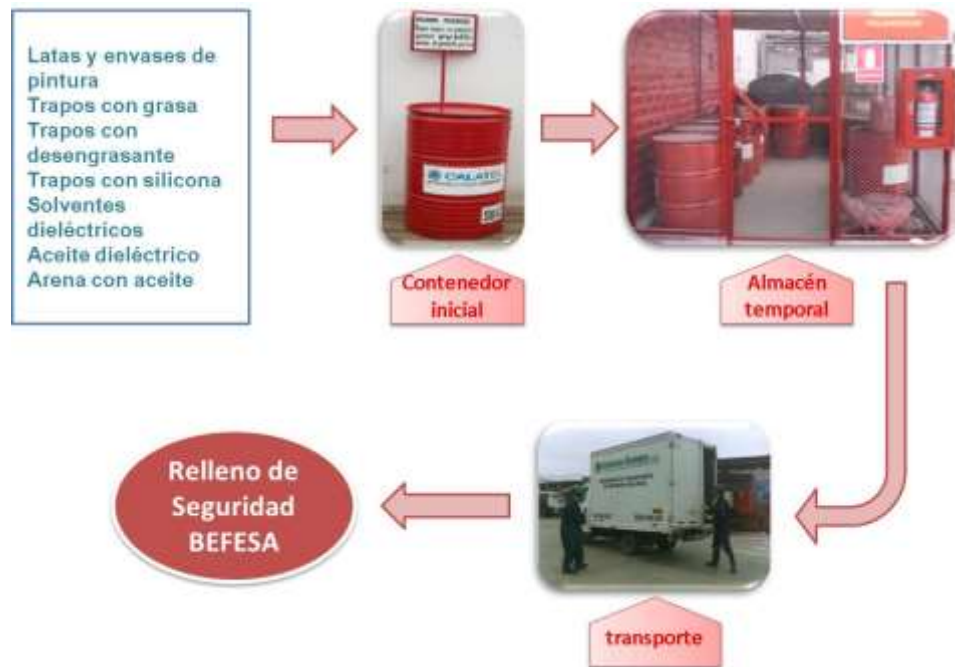 Latas y envases de
pintura
Trapos con grasa
Trapos con
desengrasante
Trapos con silicona
Solventes
dieléctricos
Aceite dieléctrico
Arena con aceite
Contenedor
inicial
Almacén
temporal
Relleno de
Seguridad
BEFESA
transporte